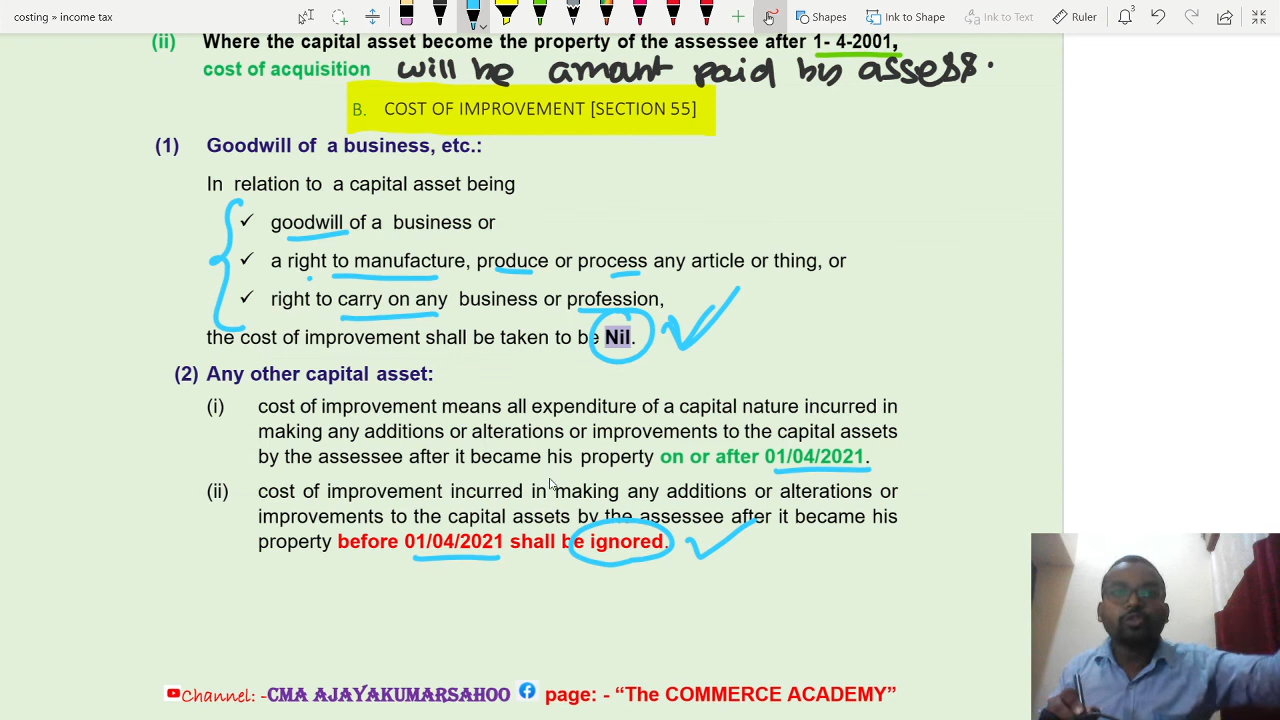 costing » income tax
Shapes
Ink to Shape
Ink to Text
Ruler
3
(ii) Where the capital asset become the property of the assessee after 1- 4-2001,
cost of acquisition will be amant paid by assess.
B. COST OF IMPROVEMENT [SECTION 55]
(1) Goodwill of a business, etc.:
In relation to a capital asset being
✓ goodwill of a business or
✓ a right to manufacture, produce or process any article or thing, or
✓ right to carry on any business or profession,
the cost of improvement shall be taken to be Nil.
(2) Any other capital asset:
(i) cost of improvement means all expenditure of a capital nature incurred in
making any additions or alterations or improvements to the capital assets
by the assessee after it became his property on or after 01/04/2021.
(ii) cost of improvement incurred in making any additions or alterations or
improvements to the capital assets by the assessee after it became his
property before 01/04/2021 shall be ignored.
Channel: -CMA AJAYAKUMARSAHOO page: - “The COMMERCE ACADEMY”